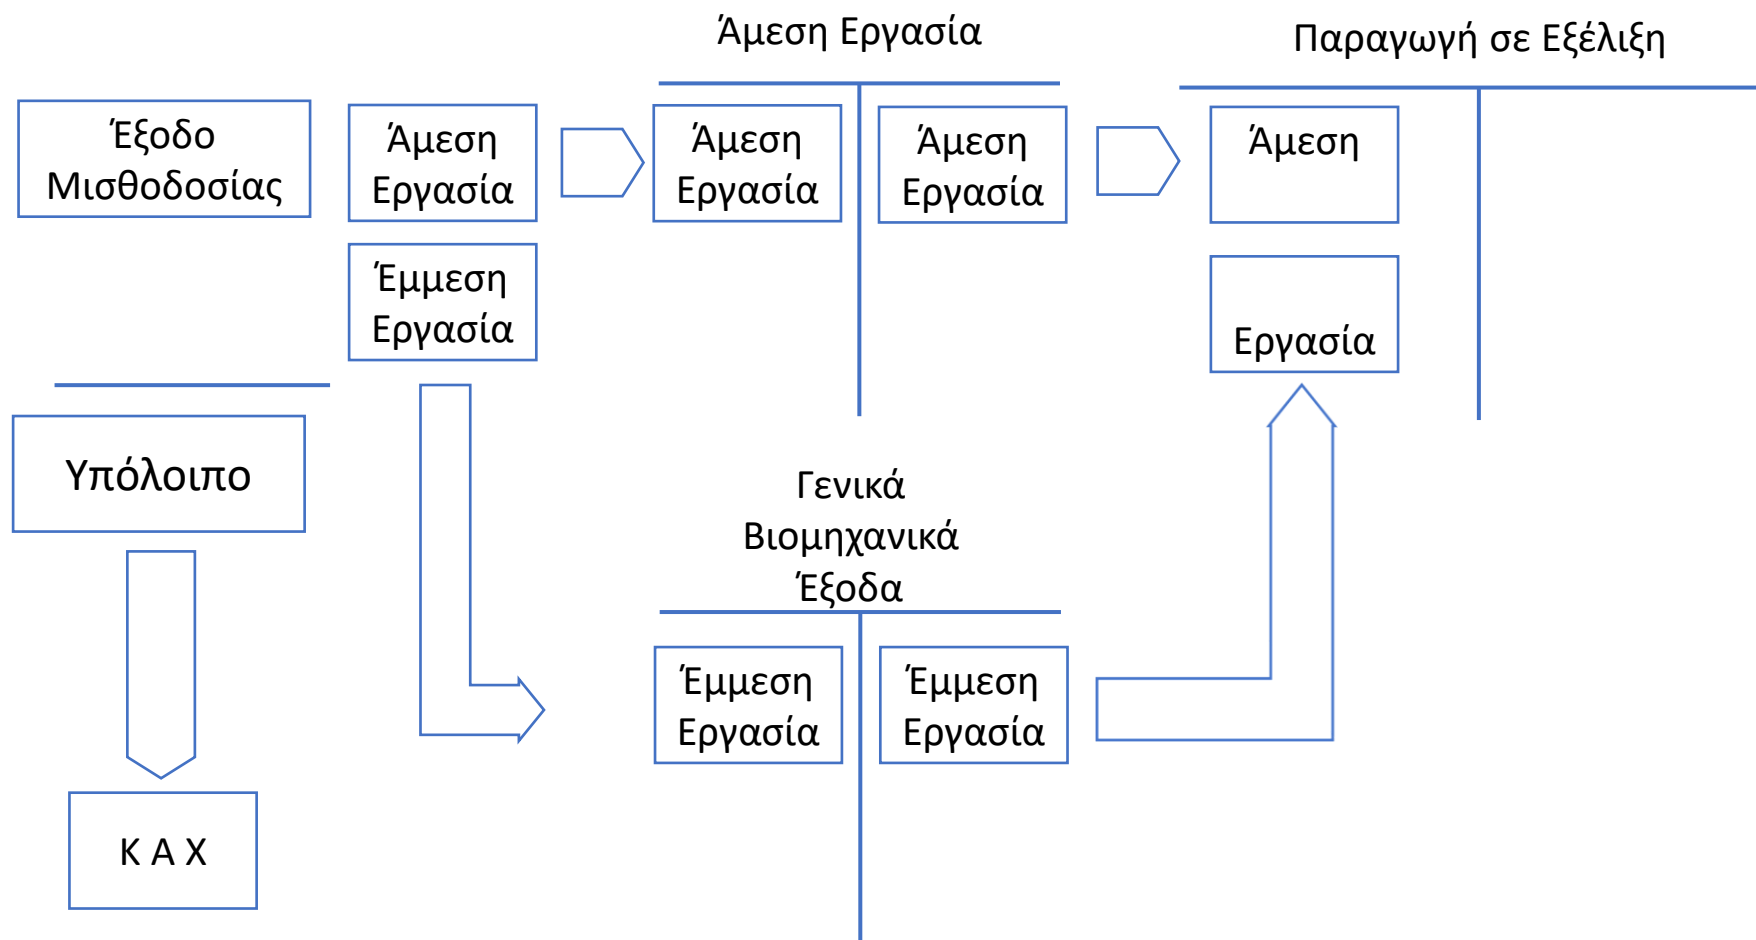 Άμεση Εργασία
Παραγωγή σε Εξέλιξη
Έξοδο
Μισθοδοσίας
Άμεση
Εργασία
Άμεση
Εργασία
Άμεση
Εργασία
Άμεση
Έμμεση
Εργασία
Εργασία
Υπόλοιπο
Γενικά
Βιομηχανικά
Έξοδα
Έμμεση
Εργασία
Έμμεση
Εργασία
Κ Α Χ